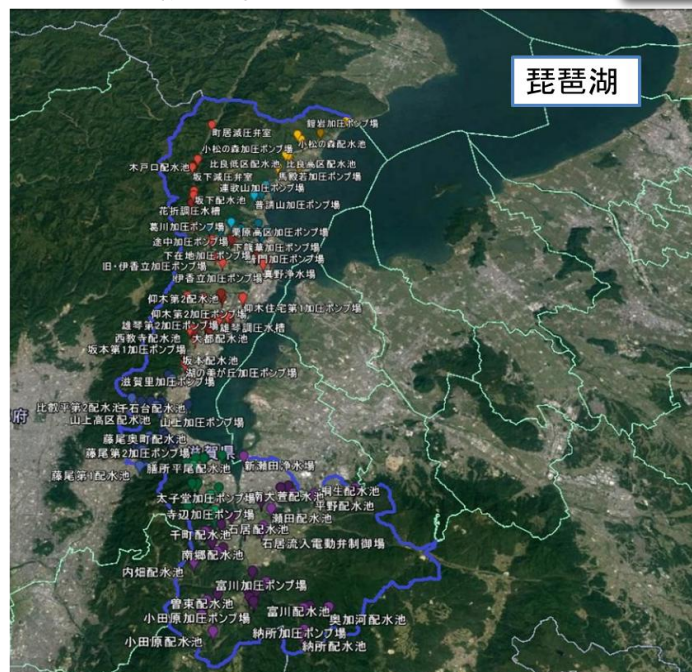 琵琶湖
鎧岩加圧ポンプ場
町居減圧弁室
小松の森配水池
小松の森加圧ポンプ場
比良低区配水池
比良高区配水池
木戸口配水池
坂下減圧弁室
馬殿若加圧ポンプ場
蓮歌山加圧ポンプ場
坂下配水池
普請山加圧ポンプ場
花折調圧水槽
葛川加圧ポンプ場
栗原高区加圧ポンプ場
途中加圧ポンプ場
下龍華加圧ポンプ場
下在地加圧ポンプ場
旧・伊香立加圧ポンプ場
真野浄水場
伊香立加圧ポンプ場
仰木第2配水池
仰木住宅第1加圧ポンプ場
仰木第2加圧ポンプ場
雄琴第2加圧ポンプ場
雄琴調圧水槽
西教寺配水池
大都配水池
坂本第1加圧ポンプ場
坂本配水池
湖の美が丘加圧ポンプ場
滋賀里加圧ポンプ場
比叡平第2配水池
千石台配水池
府
山上高区配水池
山上加圧ポンプ場
藤尾奥町配水池
藤尾第2加圧ポンプ場
膳所平尾配水池
新瀬田浄水場
藤尾第1配水池
太子堂加圧ポンプ場
南大萱配水池
桐生配水池
平野配水池
寺辺加圧ポンプ場
瀬田配水池
石居配水池
千町配水池
石居流入電動弁制御場
南郷配水池
内畑配水池
富川加圧ポンプ場
曽束配水池
富川配水池
小田原加圧ポンプ場
奥加河配水池
納所加圧ポンプ場
小田原配水池
納所配水池